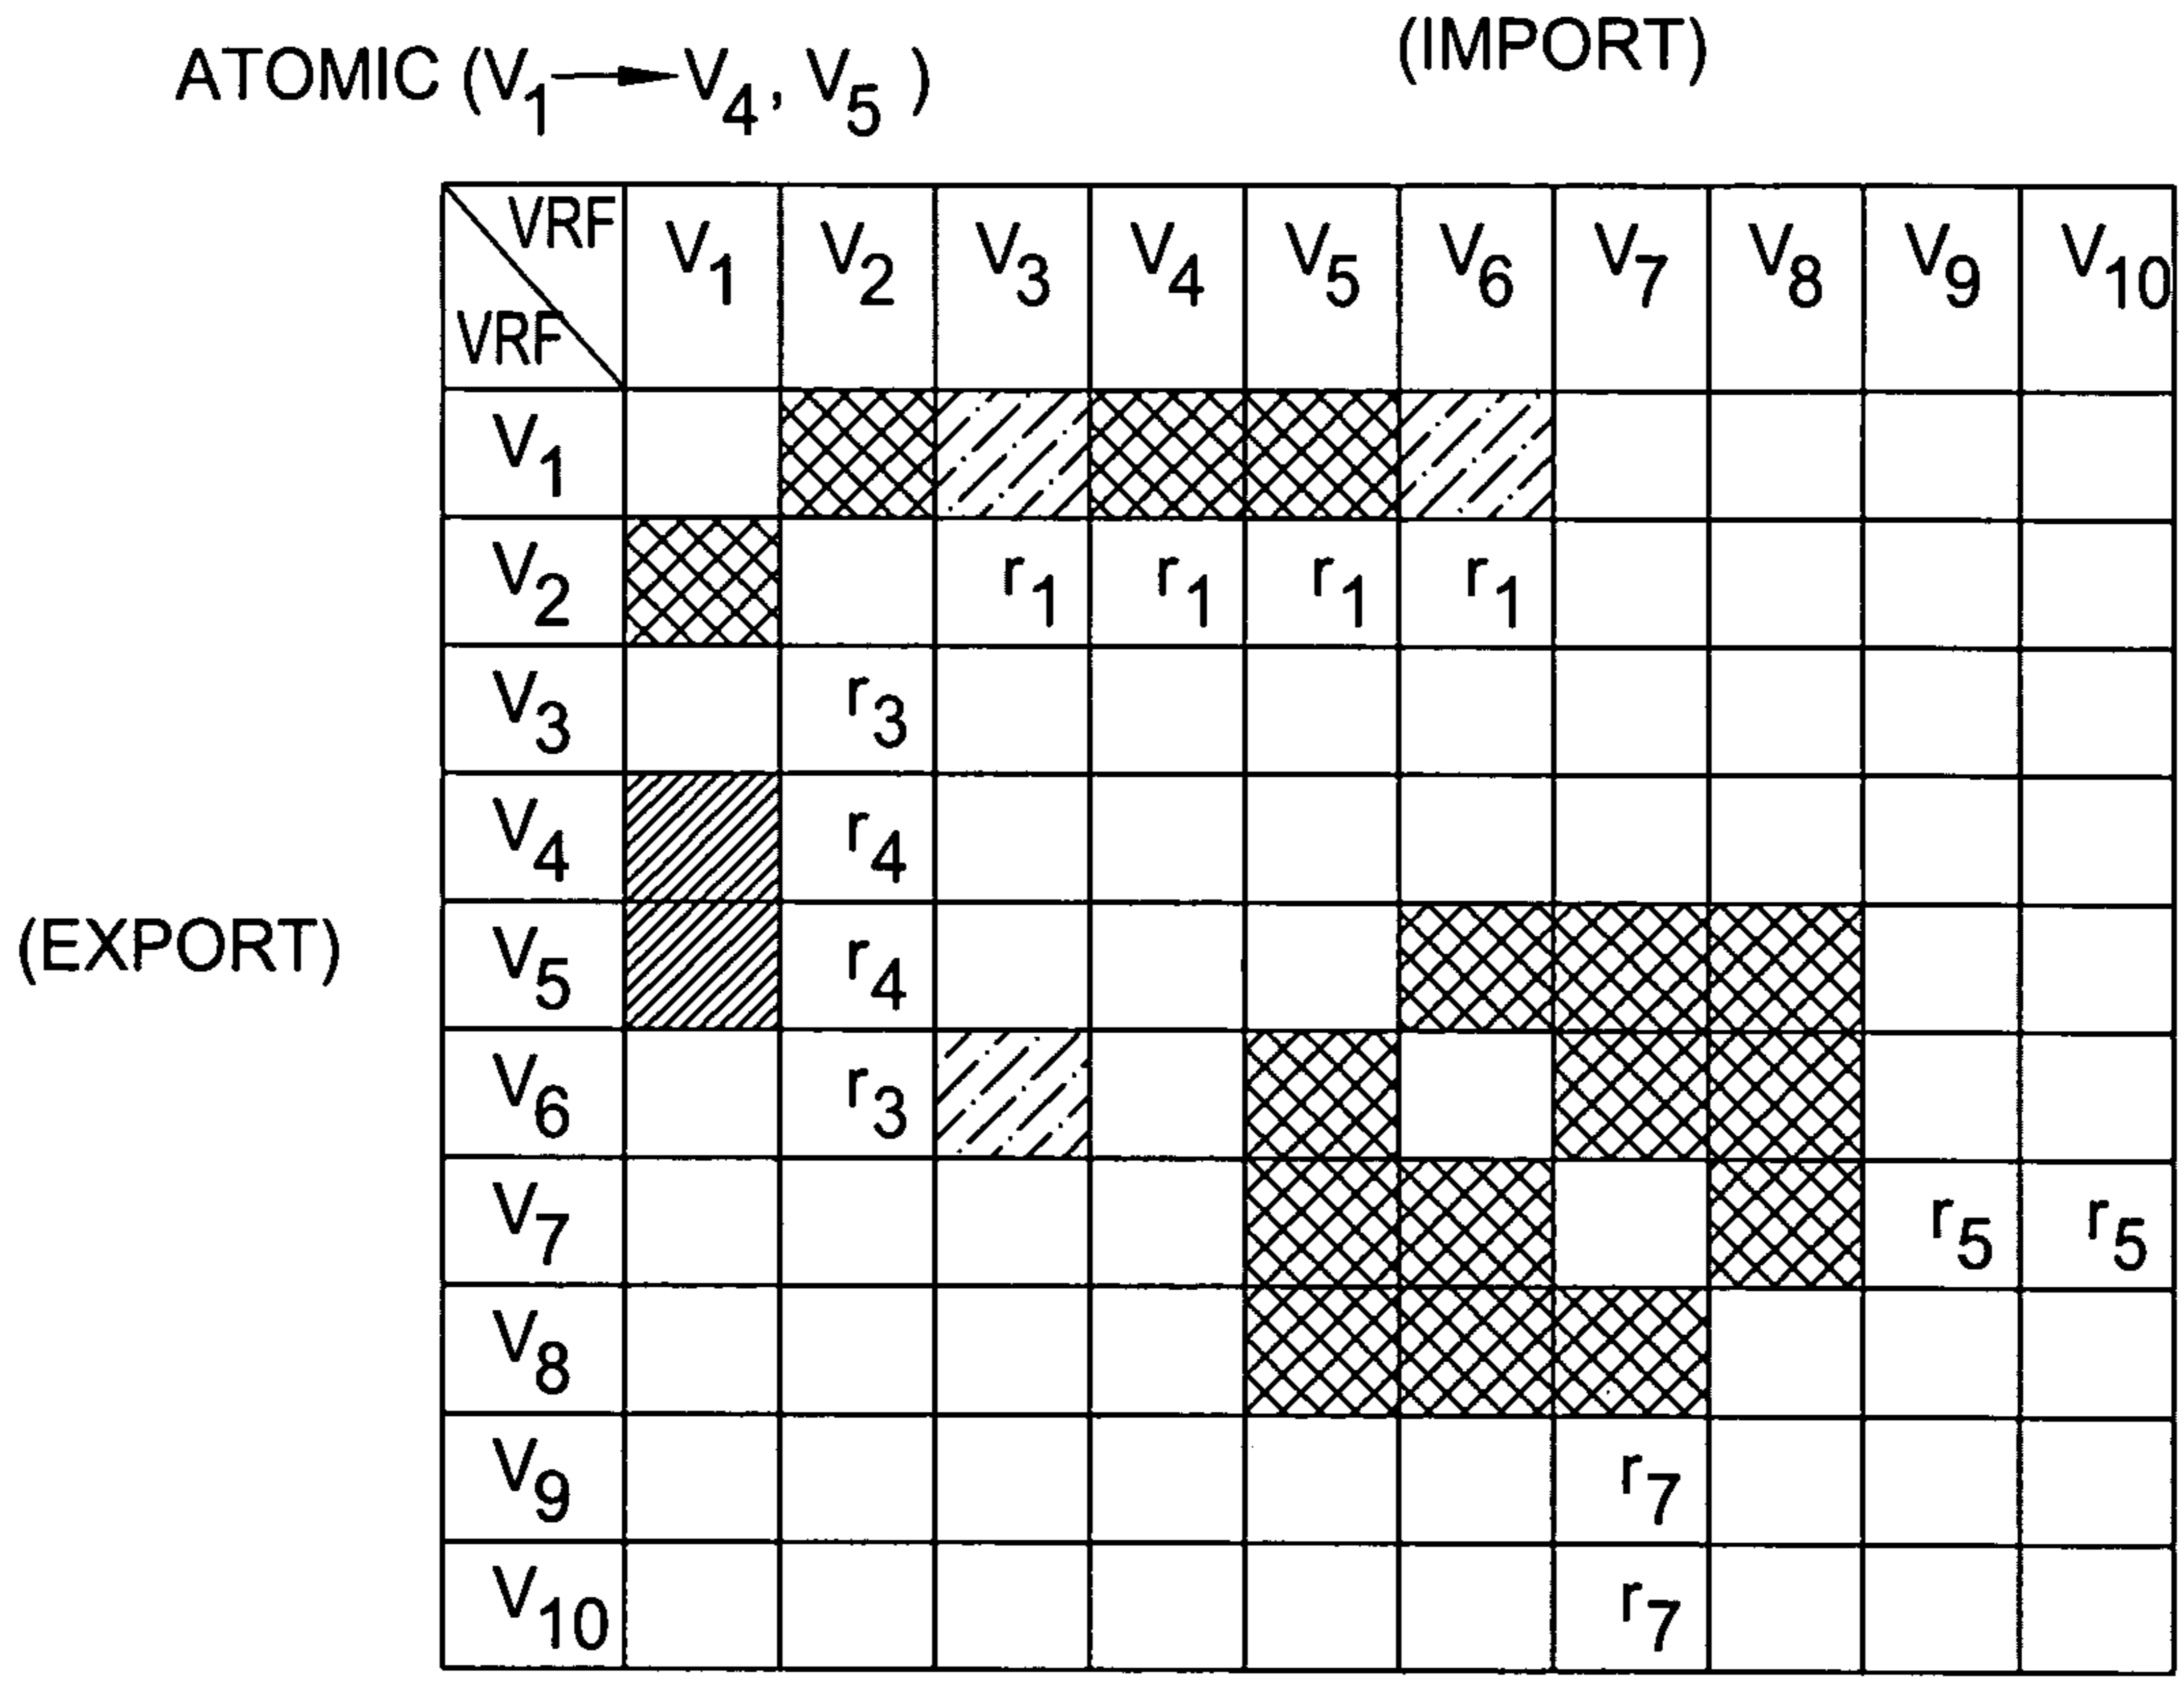 (IMPORT)
ATOMIC (V1 → V4, V5 )
VRF V1 V2 V3 V4 V5 V6 V7 V8 V9 V10
VRF
V1
V2 r1 r1 r1 r1
V3 r3
V4 r4
(EXPORT) V5 r4
V6 r3
V7 r5 r5
V8
V9 r7
V10 r7